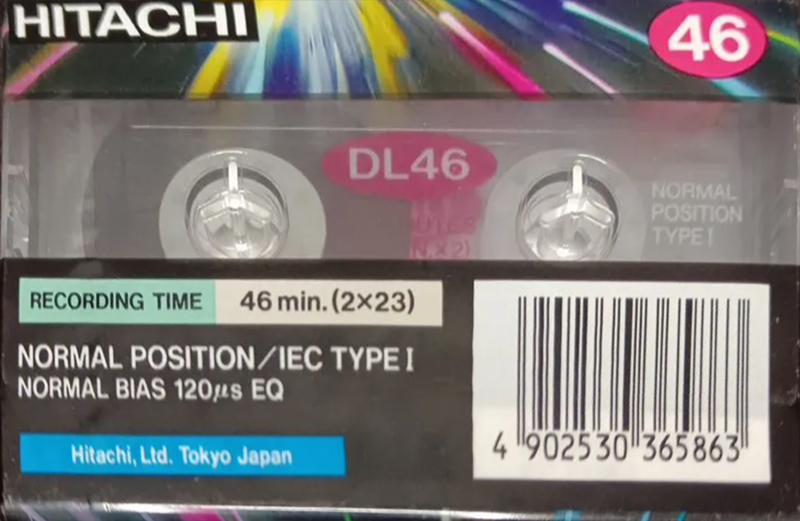 HITACHI
46
DL46
NORMAL
POSITION
TYPE I
N.×2)
RECORDING TIME 46 min. (2×23)
NORMAL POSITION/IEC TYPE I
NORMAL BIAS 120μs EQ
Hitachi, Ltd. Tokyo Japan
4 902530 365863